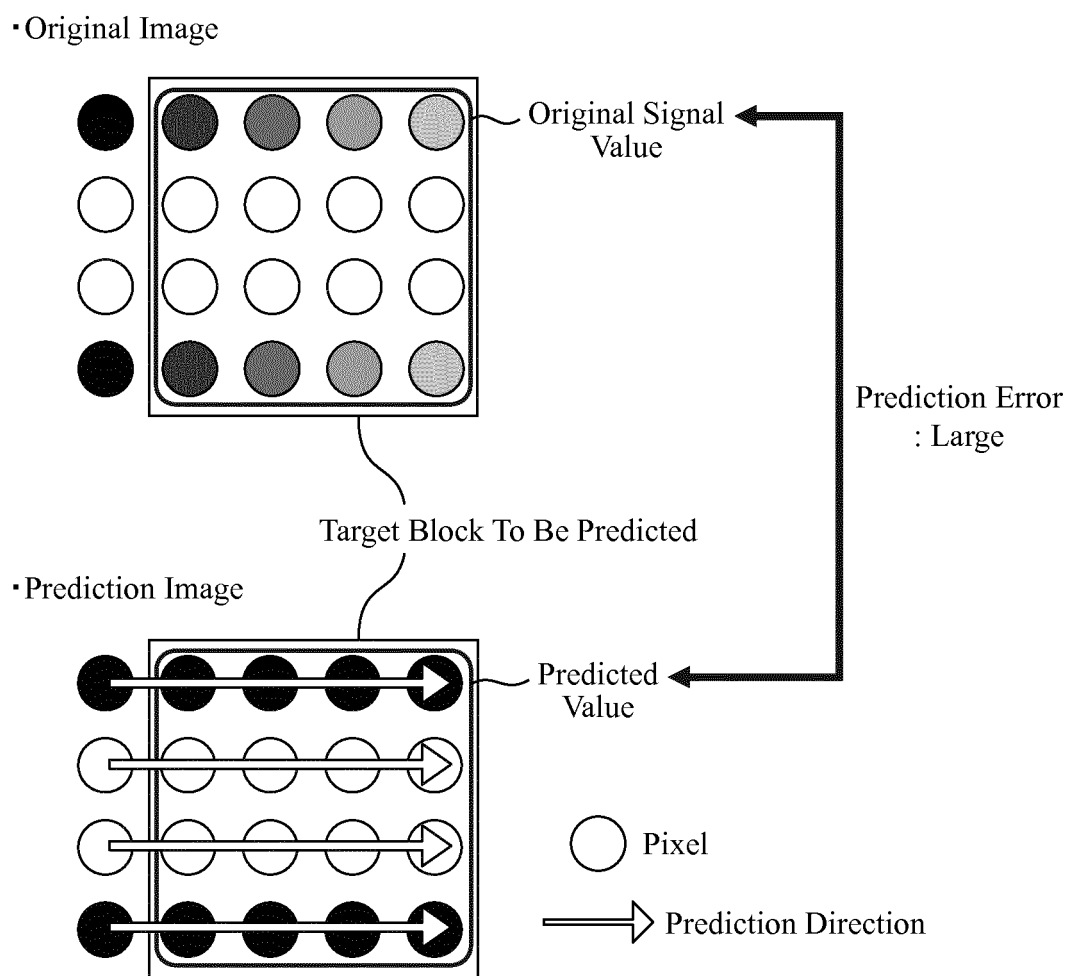 ▪Original Image
Original Signal
Value
Prediction Error
: Large
Target Block To Be Predicted
▪Prediction Image
Predicted
Value
Pixel
Prediction Direction